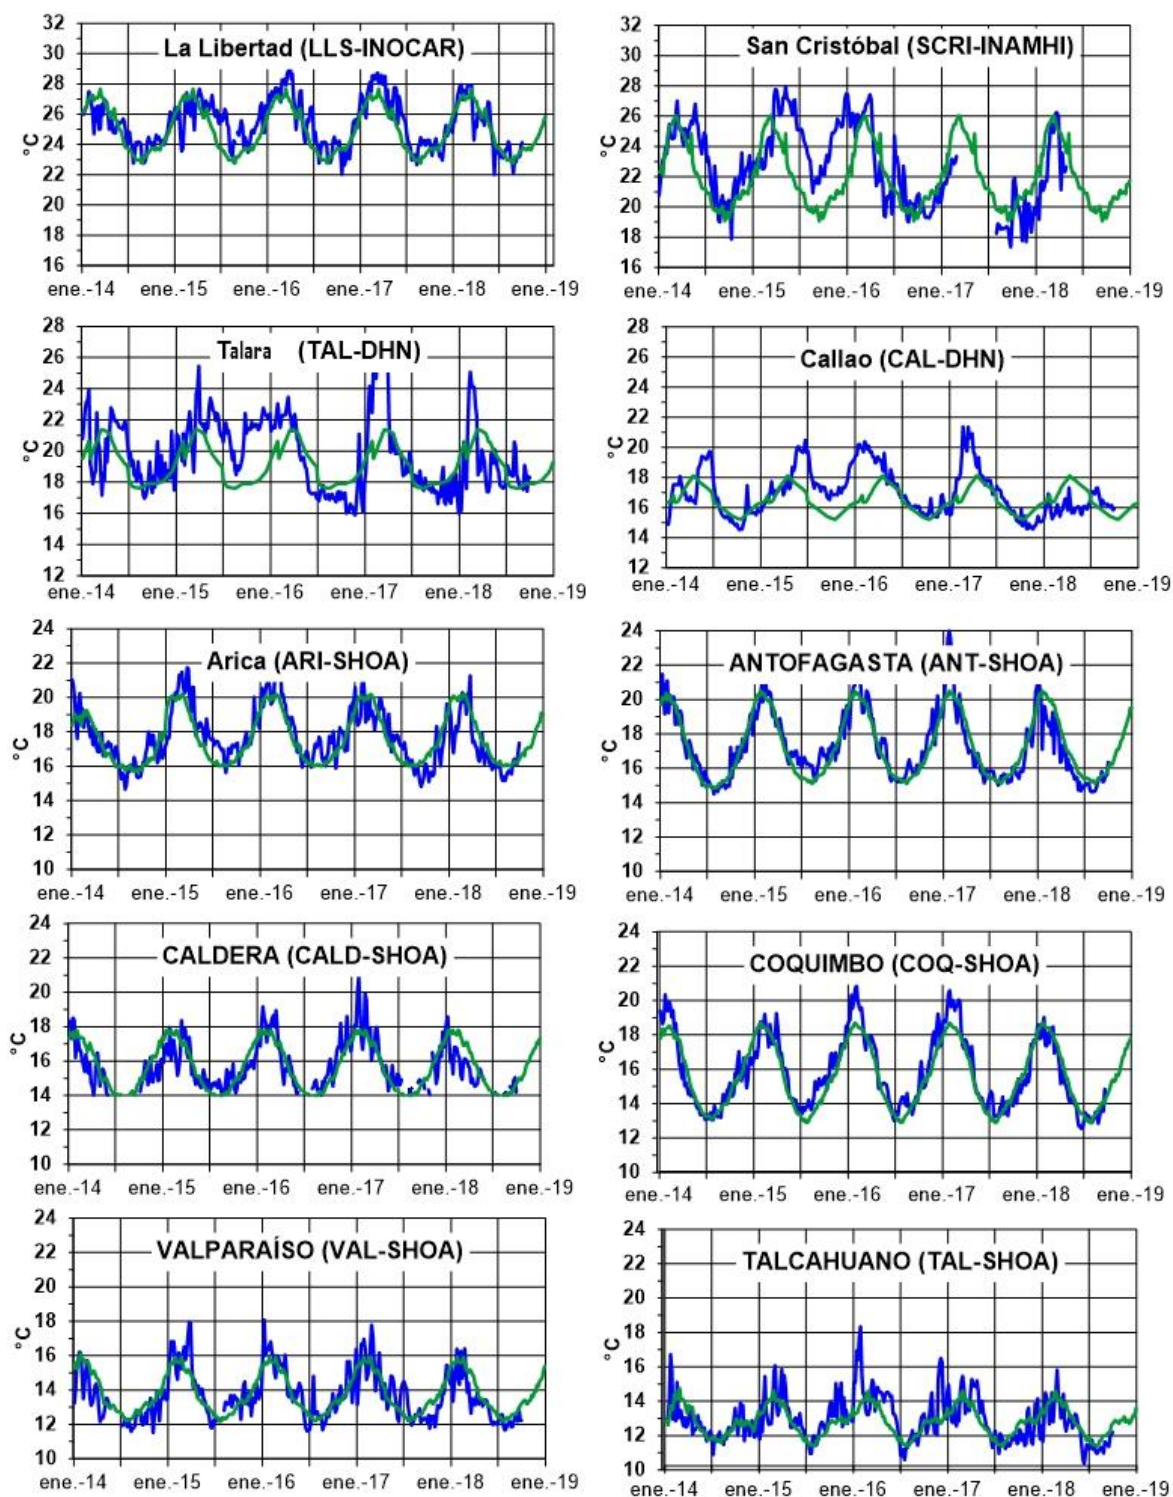 La Libertad (LLS-INOCAR)
°C
32
30
28
26
24
22
20
18
16
ene.-14 ene.-15 ene.-16 ene.-17 ene.-18 ene.-19
San Cristóbal (SCRI-INAMHI)
°C
32
30
28
26
24
22
20
18
16
ene.-14 ene.-15 ene.-16 ene.-17 ene.-18 ene.-19
Talara (TAL-DHN)
°C
28
26
24
22
20
18
16
14
12
ene.-14 ene.-15 ene.-16 ene.-17 ene.-18 ene.-19
Callao (CAL-DHN)
°C
28
26
24
22
20
18
16
14
12
ene.-14 ene.-15 ene.-16 ene.-17 ene.-18 ene.-19
Arica (ARI-SHOA)
°C
24
22
20
18
16
14
12
10
ene.-14 ene.-15 ene.-16 ene.-17 ene.-18 ene.-19
ANTOFAGASTA (ANT-SHOA)
°C
24
22
20
18
16
14
12
10
ene.-14 ene.-15 ene.-16 ene.-17 ene.-18 ene.-19
CALDERA (CALD-SHOA)
°C
24
22
20
18
16
14
12
10
ene.-14 ene.-15 ene.-16 ene.-17 ene.-18 ene.-19
COQUIMBO (COQ-SHOA)
°C
24
22
20
18
16
14
12
10
ene.-14 ene.-15 ene.-16 ene.-17 ene.-18 ene.-19
VALPARAÍSO (VAL-SHOA)
°C
24
22
20
18
16
14
12
10
ene.-14 ene.-15 ene.-16 ene.-17 ene.-18 ene.-19
TALCAHUANO (TAL-SHOA)
°C
24
22
20
18
16
14
12
10
ene.-14 ene.-15 ene.-16 ene.-17 ene.-18 ene.-19